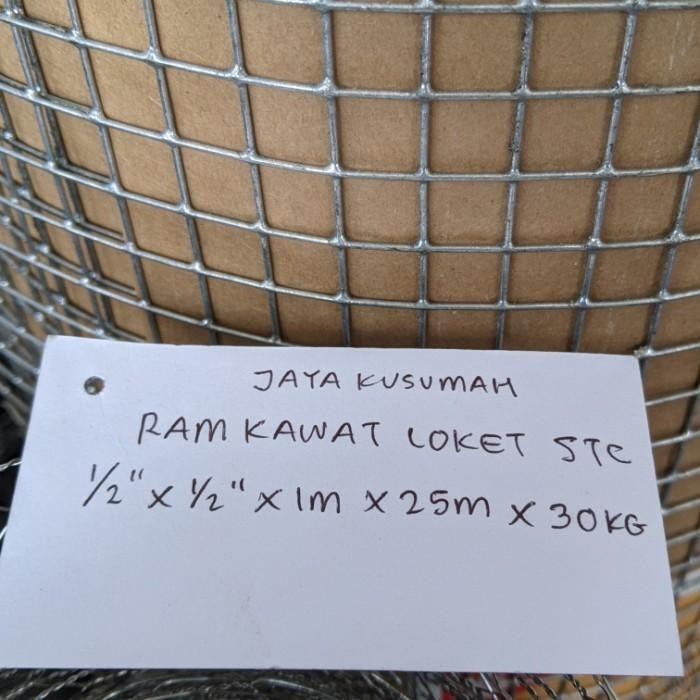 JAYA KUSUMAH
RAM KAWAT LOKET STC
1/2" X 1/2" X 1M X 25M X 30KG